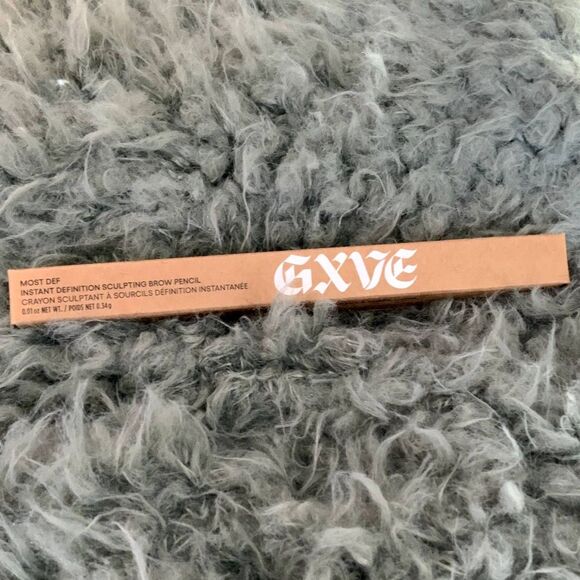 MOST DEF
INSTANT DEFINITION SCULPTING BROW PENCIL
CRAYON SCULPTANT À SOURCILS DÉFINITION INSTANTANÉE
0.01 oz NET WT. / POIDS NET 0.34g
GXVE